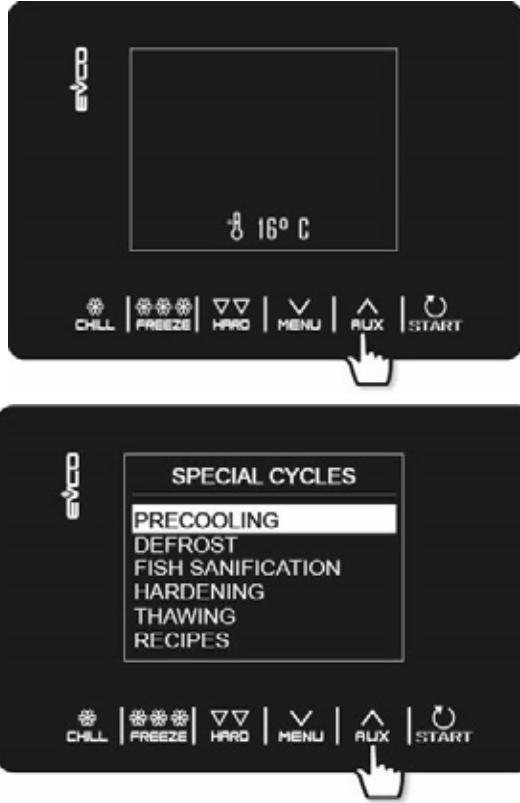 EVCO
16° C
CHILL FREEZE HARD MENU AUX START
EVCO
SPECIAL CYCLES
PRECOOLING
DEFROST
FISH SANIFICATION
HARDENING
THAWING
RECIPES
CHILL FREEZE HARD MENU AUX START